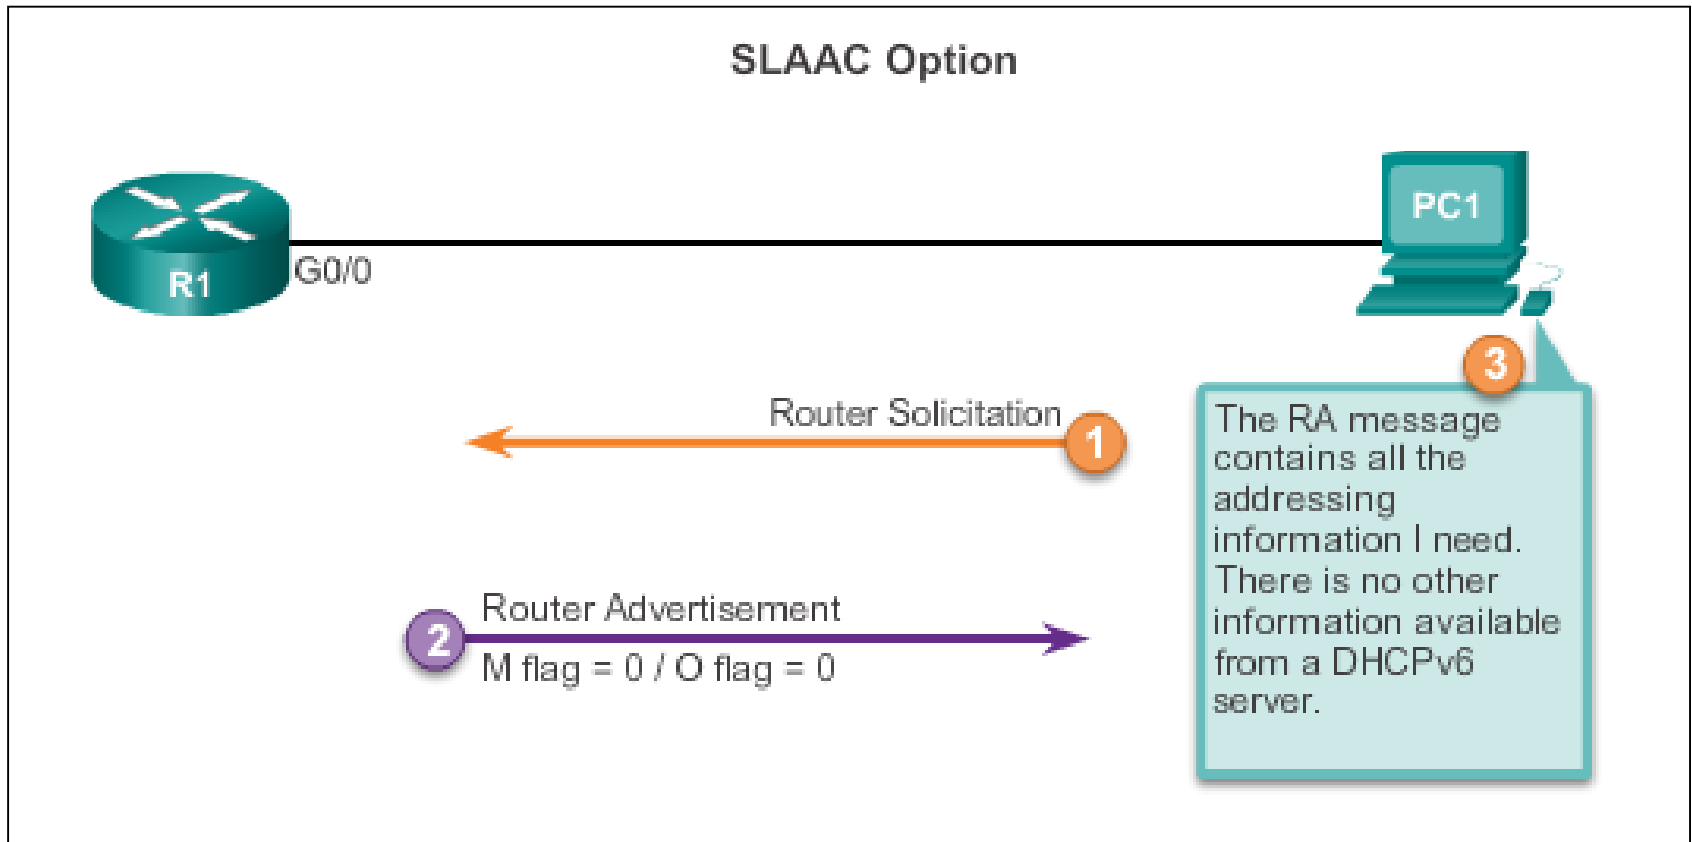 SLAAC Option
PC1
R1
G0/0
3
Router Solicitation
1
The RA message
contains all the
addressing
information I need.
There is no other
information available
from a DHCPv6
server.
2
Router Advertisement
M flag = 0 / O flag = 0